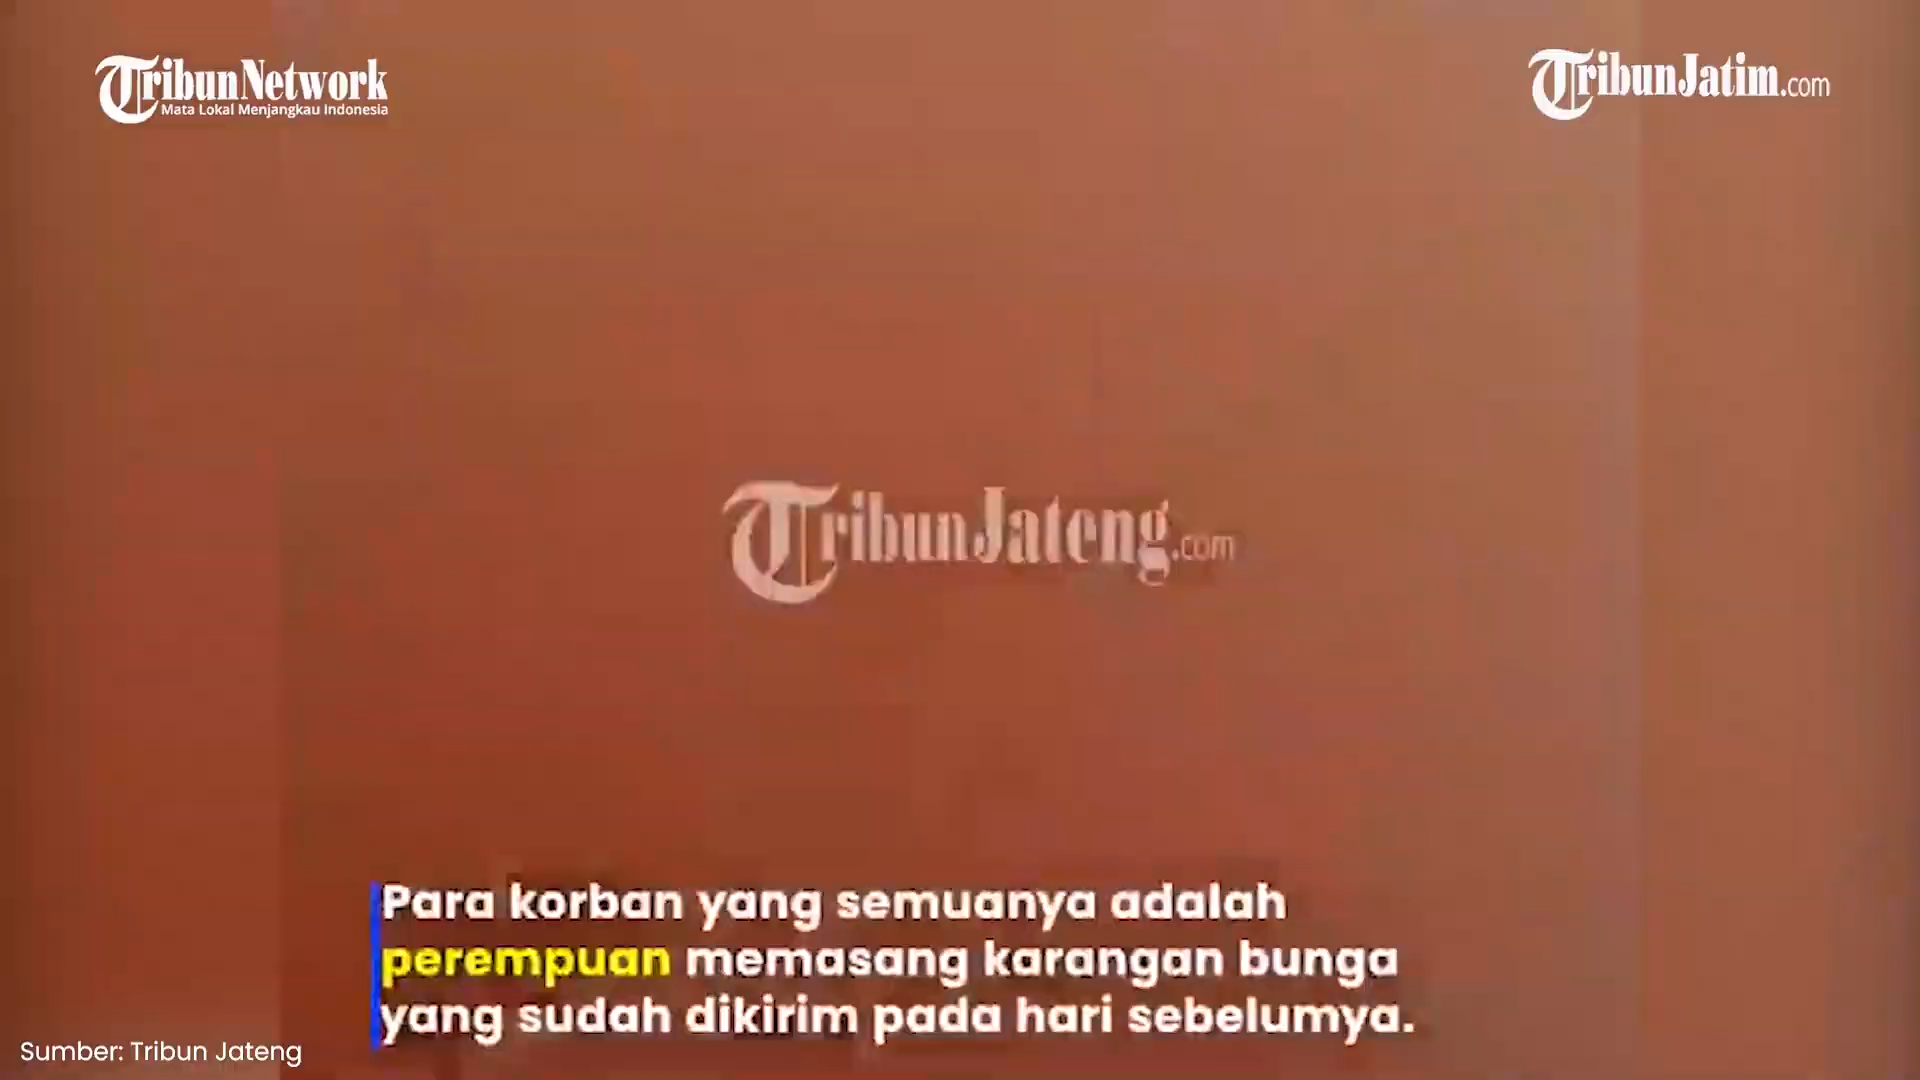 TribunNetwork
Mata Lokal Menjangkau Indonesia
TribunJatim.com
TribunJateng.com
Para korban yang semuanya adalah
perempuan memasang karangan bunga
yang sudah dikirim pada hari sebelumya.
Sumber: Tribun Jateng